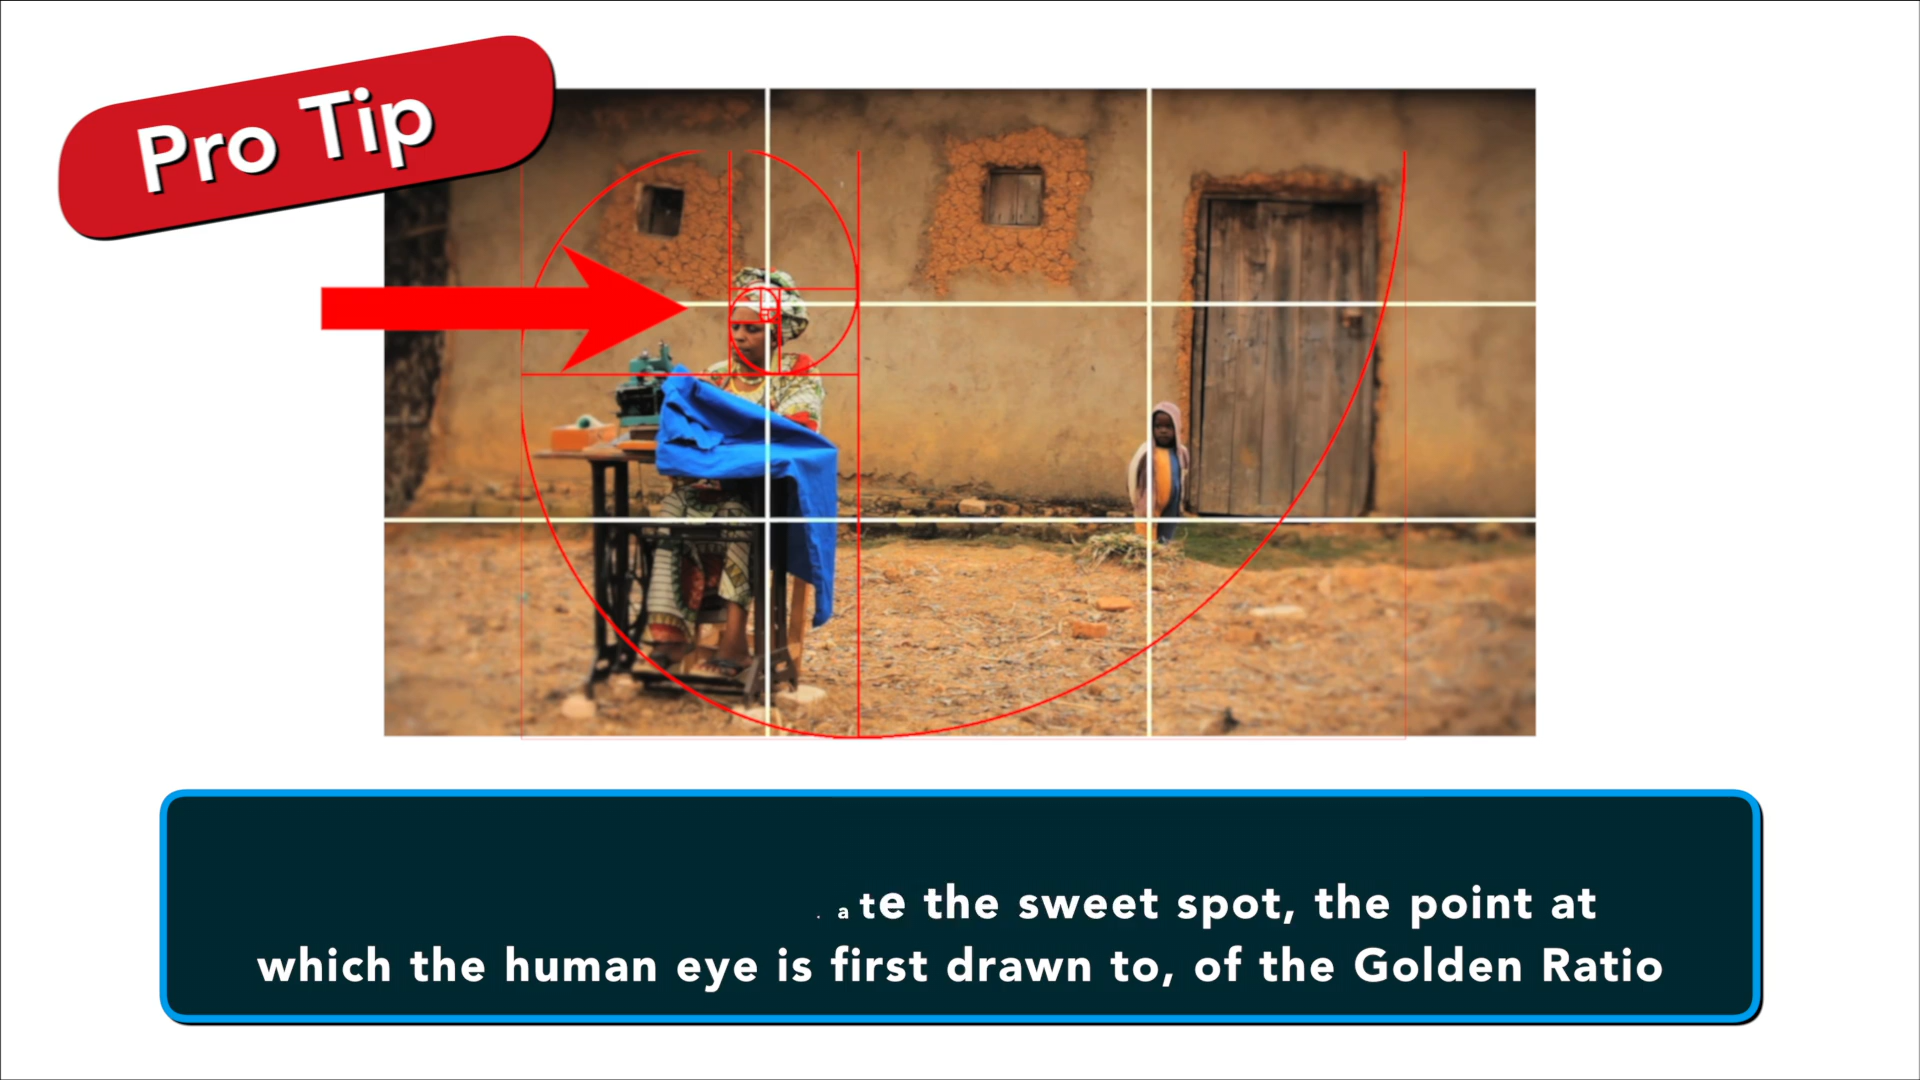 Pro Tip
te the sweet spot, the point at
which the human eye is first drawn to, of the Golden Ratio